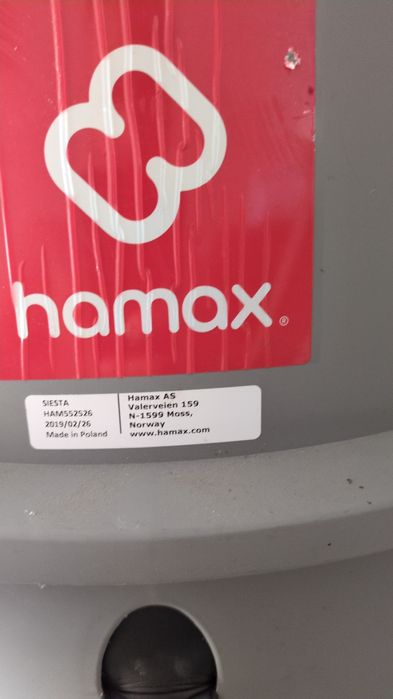 hamax®
SIESTA
HAM552526
2019/02/26
Made in Poland
Hamax AS
Valerveien 159
N-1599 Moss,
Norway
www.hamax.com